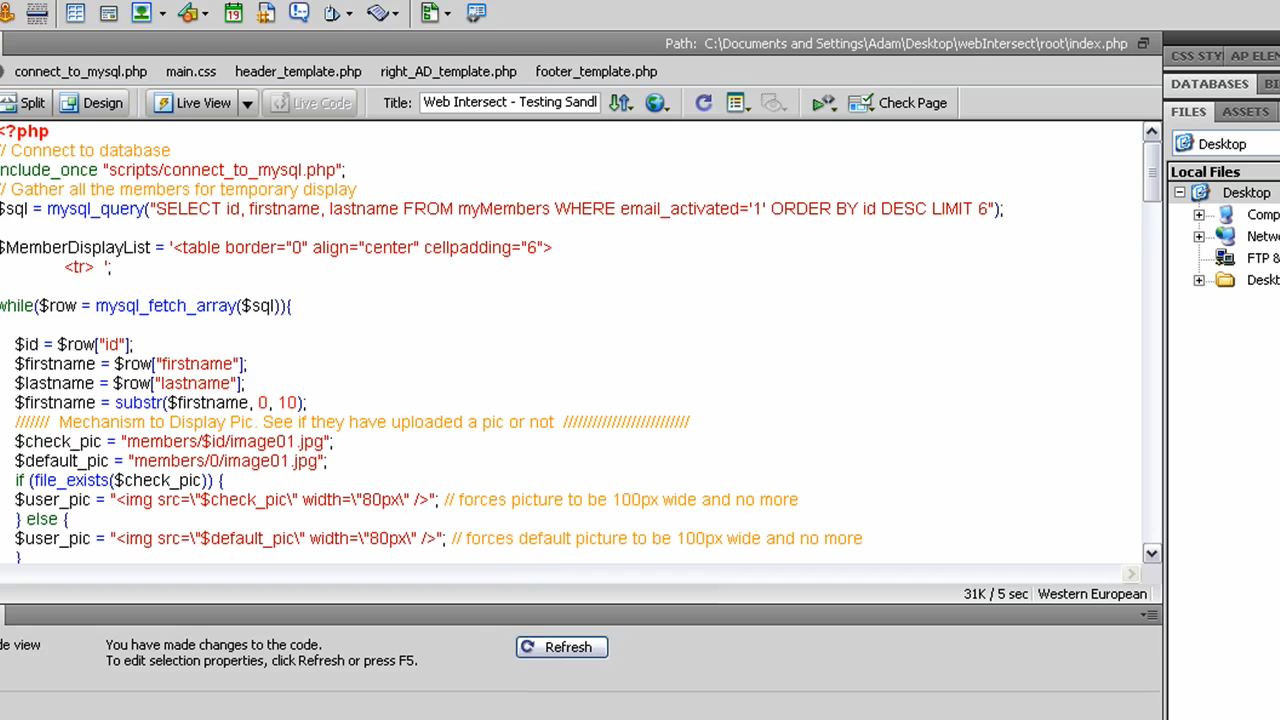 19
Path: C:\Documents and Settings\Adam\Desktop\webIntersect\root\index.php
connect_to_mysql.php main.css header_template.php right_AD_template.php footer_template.php
Split Design Live View Live Code Title: Web Intersect - Testing Sandl Check Page
<?php
/ Connect to database
nclude_once "scripts/connect_to_mysql.php";
/ Gather all the members for temporary display
$sql = mysql_query("SELECT id, firstname, lastname FROM myMembers WHERE email_activated='1' ORDER BY id DESC LIMIT 6");
$MemberDisplayList = '<table border="0" align="center" cellpadding="6">
<tr> ';
while($row = mysql_fetch_array($sql)){
$id = $row["id"];
$firstname = $row["firstname"];
$lastname = $row["lastname"];
$firstname = substr($firstname, 0, 10);
/////// Mechanism to Display Pic. See if they have uploaded a pic or not //////////////////////////
$check_pic = "members/$id/image01.jpg";
$default_pic = "members/0/image01.jpg";
if (file_exists($check_pic)) {
$user_pic = "<img src=\"$check_pic\" width=\"80px\" />"; // forces picture to be 100px wide and no more
} else {
$user_pic = "<img src=\"$default_pic\" width=\"80px\" />"; // forces default picture to be 100px wide and no more
}
31K / 5 sec Western European
de view
You have made changes to the code.
To edit selection properties, click Refresh or press F5.
Refresh
CSS STY AP ELEN
DATABASES BI
FILES ASSETS
Desktop
Local Files
Desktop
Comp
Netw
FTP &
Deskt